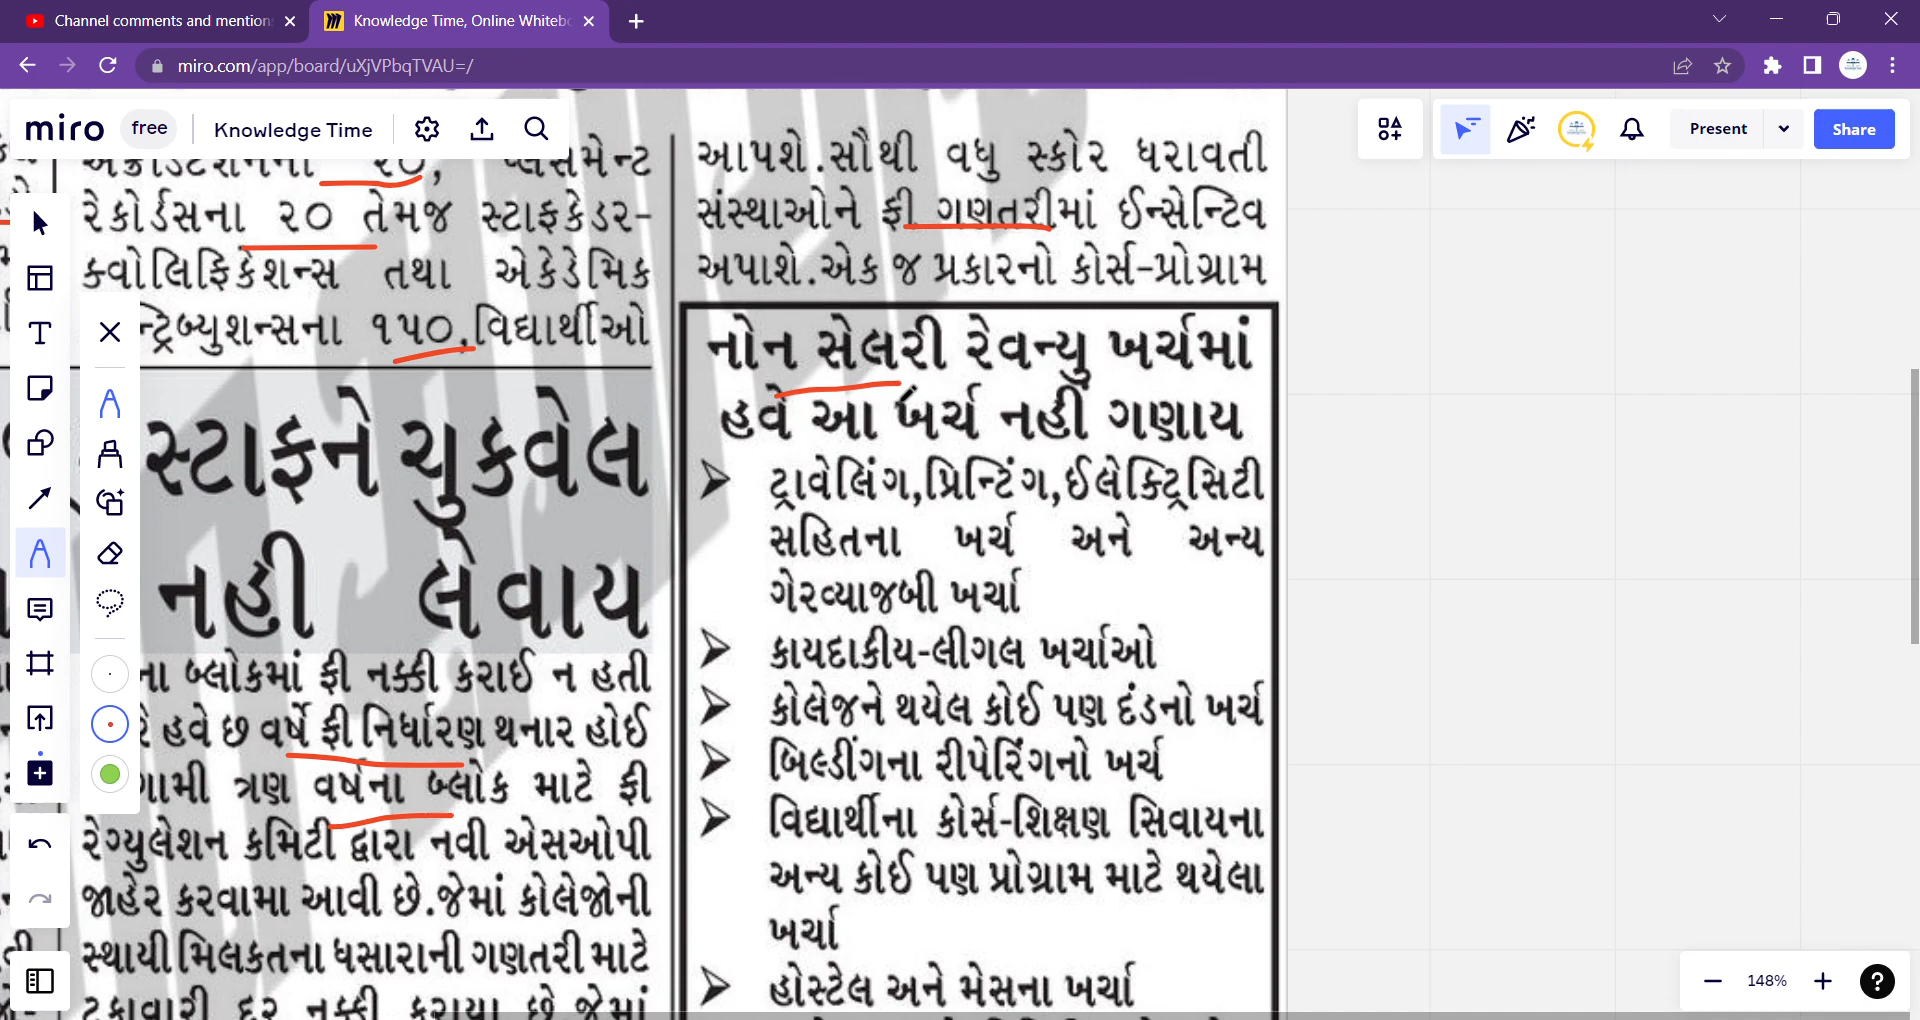 Channel comments and mention
Knowledge Time, Online Whitebo
miro.com/app/board/uXjVPbqTVAU=/
miro
free
Knowledge Time
Present
Share
૨૦,
રેકોર્ડસના ૨૦ તેમજ સ્ટાફકેડર-
ક્વોલિફિકેશન્સ તથા એકેડેમિક
ન્ટ્રિબ્યુશન્સના ૧૫૦,વિદ્યાર્થીઓ
સ્ટાફને ચુકવેલ
નહી લેવાય
ના બ્લોકમાં ફી નક્કી કરાઈ ન હતી
રે હવે છ વર્ષે ફી નિર્ધારણ થનાર હોઈ
ગામી ત્રણ વર્ષના બ્લોક માટે ફી
રેગ્યુલેશન કમિટી દ્વારા નવી એસઓપી
જાહેર કરવામા આવી છે.જેમાં કોલેજોની
સ્થાયી મિલકતના ઘસારાની ગણતરી માટે
ટકાવારી દર નક્કી કરાયા છે.જેમાં
આપશે.સૌથી વધુ સ્કોર ધરાવતી
સંસ્થાઓને ફી ગણતરીમાં ઈન્સેન્ટિવ
અપાશે.એક જ પ્રકારનો કોર્સ-પ્રોગ્રામ
નોન સેલરી રેવન્યુ ખર્ચમાં
હવે આ ખર્ચ નહીં ગણાય
➤ ટ્રાવેલિંગ,પ્રિન્ટિંગ,ઈલેક્ટ્રિસિટી
સહિતના ખર્ચ અને અન્ય
ગેરવ્યાજબી ખર્ચા
➤ કાયદાકીય-લીગલ ખર્ચાઓ
➤ કોલેજને થયેલ કોઈ પણ દંડનો ખર્ચ
➤ બિલ્ડીંગના રીપેરિંગનો ખર્ચ
➤ વિદ્યાર્થીના કોર્સ-શિક્ષણ સિવાયના
અન્ય કોઈ પણ પ્રોગ્રામ માટે થયેલા
ખર્ચા
➤ હોસ્ટેલ અને મેસના ખર્ચા
148%